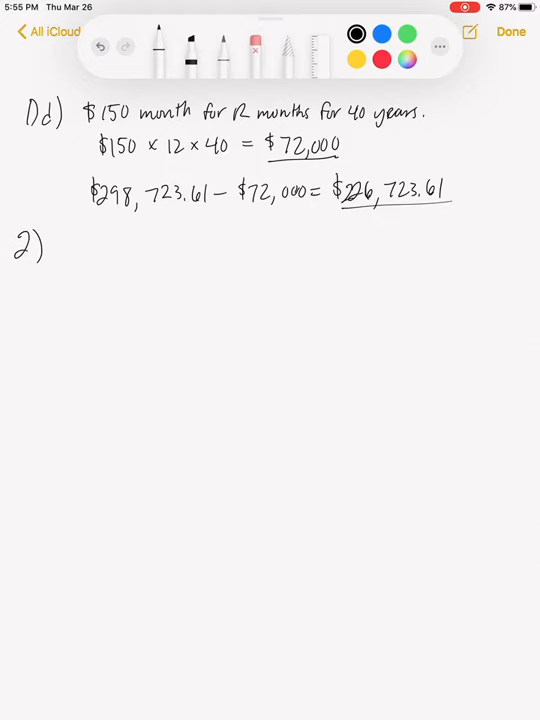 5:55 PM Thu Mar 26 87%
All iCloud Done
1)d) $150 month for 12 months for 40 years.
$150 × 12 × 40 = $72,000
$298,723.61 - $72,000 = $226,723.61
2)